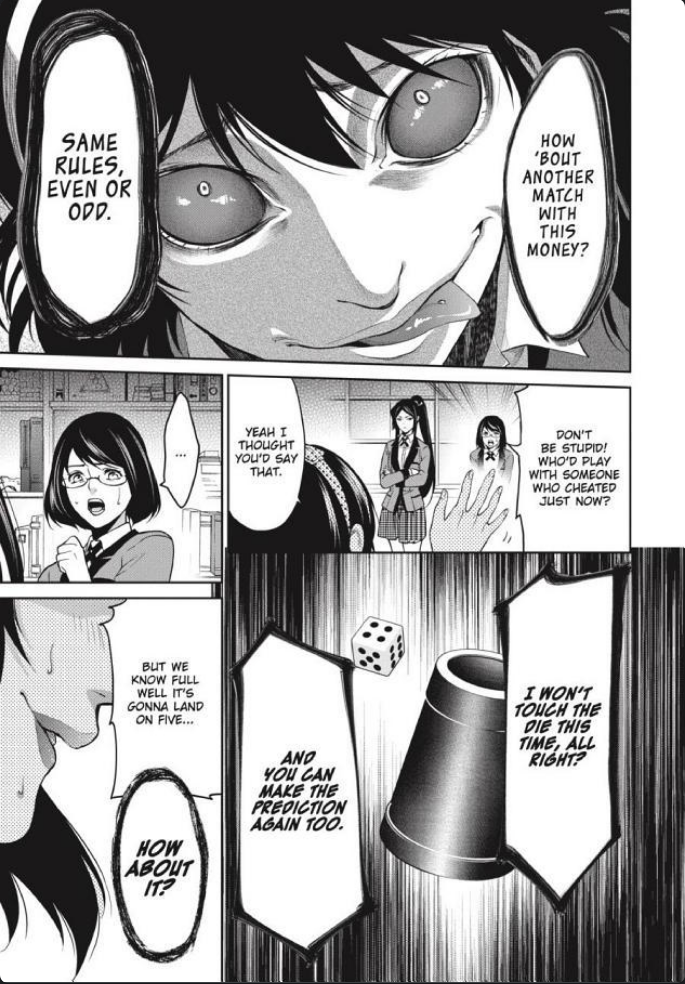 HOW
'BOUT
ANOTHER
MATCH
WITH
THIS
MONEY?
SAME
RULES,
EVEN OR
ODD.
DON'T
BE STUPID!
WHO'D PLAY
WITH SOMEONE
WHO CHEATED
JUST NOW?
YEAH I
THOUGHT
YOU'D SAY
THAT.
...
I WON'T
TOUCH THE
DIE THIS
TIME, ALL
RIGHT?
AND
YOU CAN
MAKE THE
PREDICTION
AGAIN TOO.
BUT WE
KNOW FULL
WELL IT'S
GONNA LAND
ON FIVE...
HOW
ABOUT
IT?